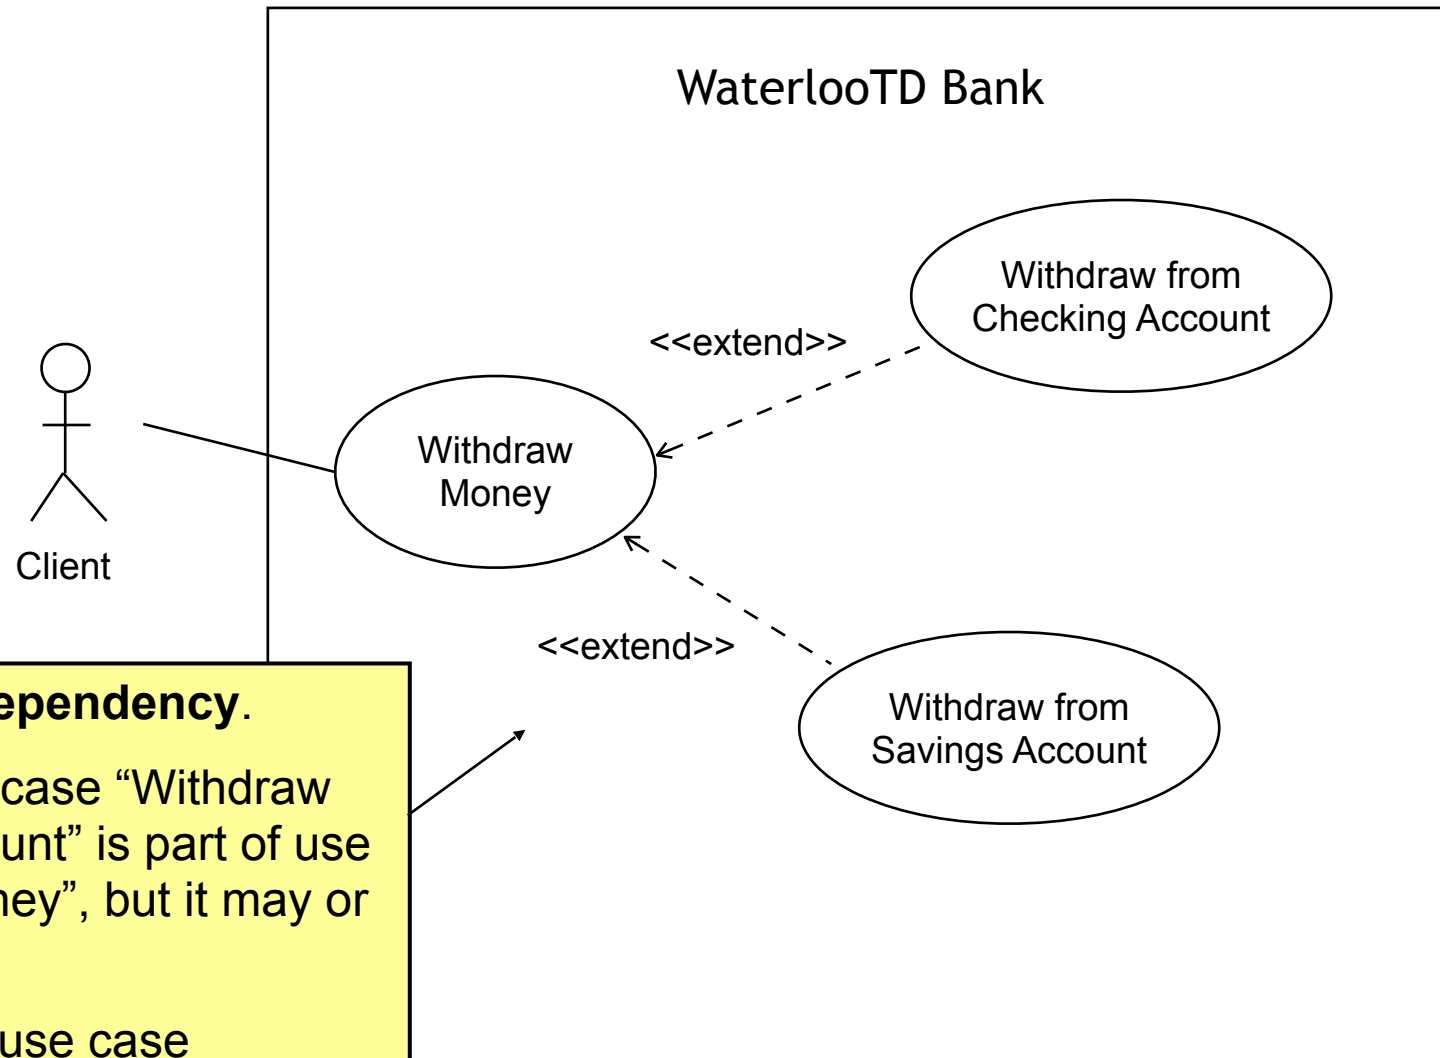 WaterlooTD Bank
Withdraw from
Checking Account
<<extend>>
Withdraw
Money
Client
<<extend>>
Withdraw from
Savings Account
ependency.
case “Withdraw
unt” is part of use
ney”, but it may or
use case